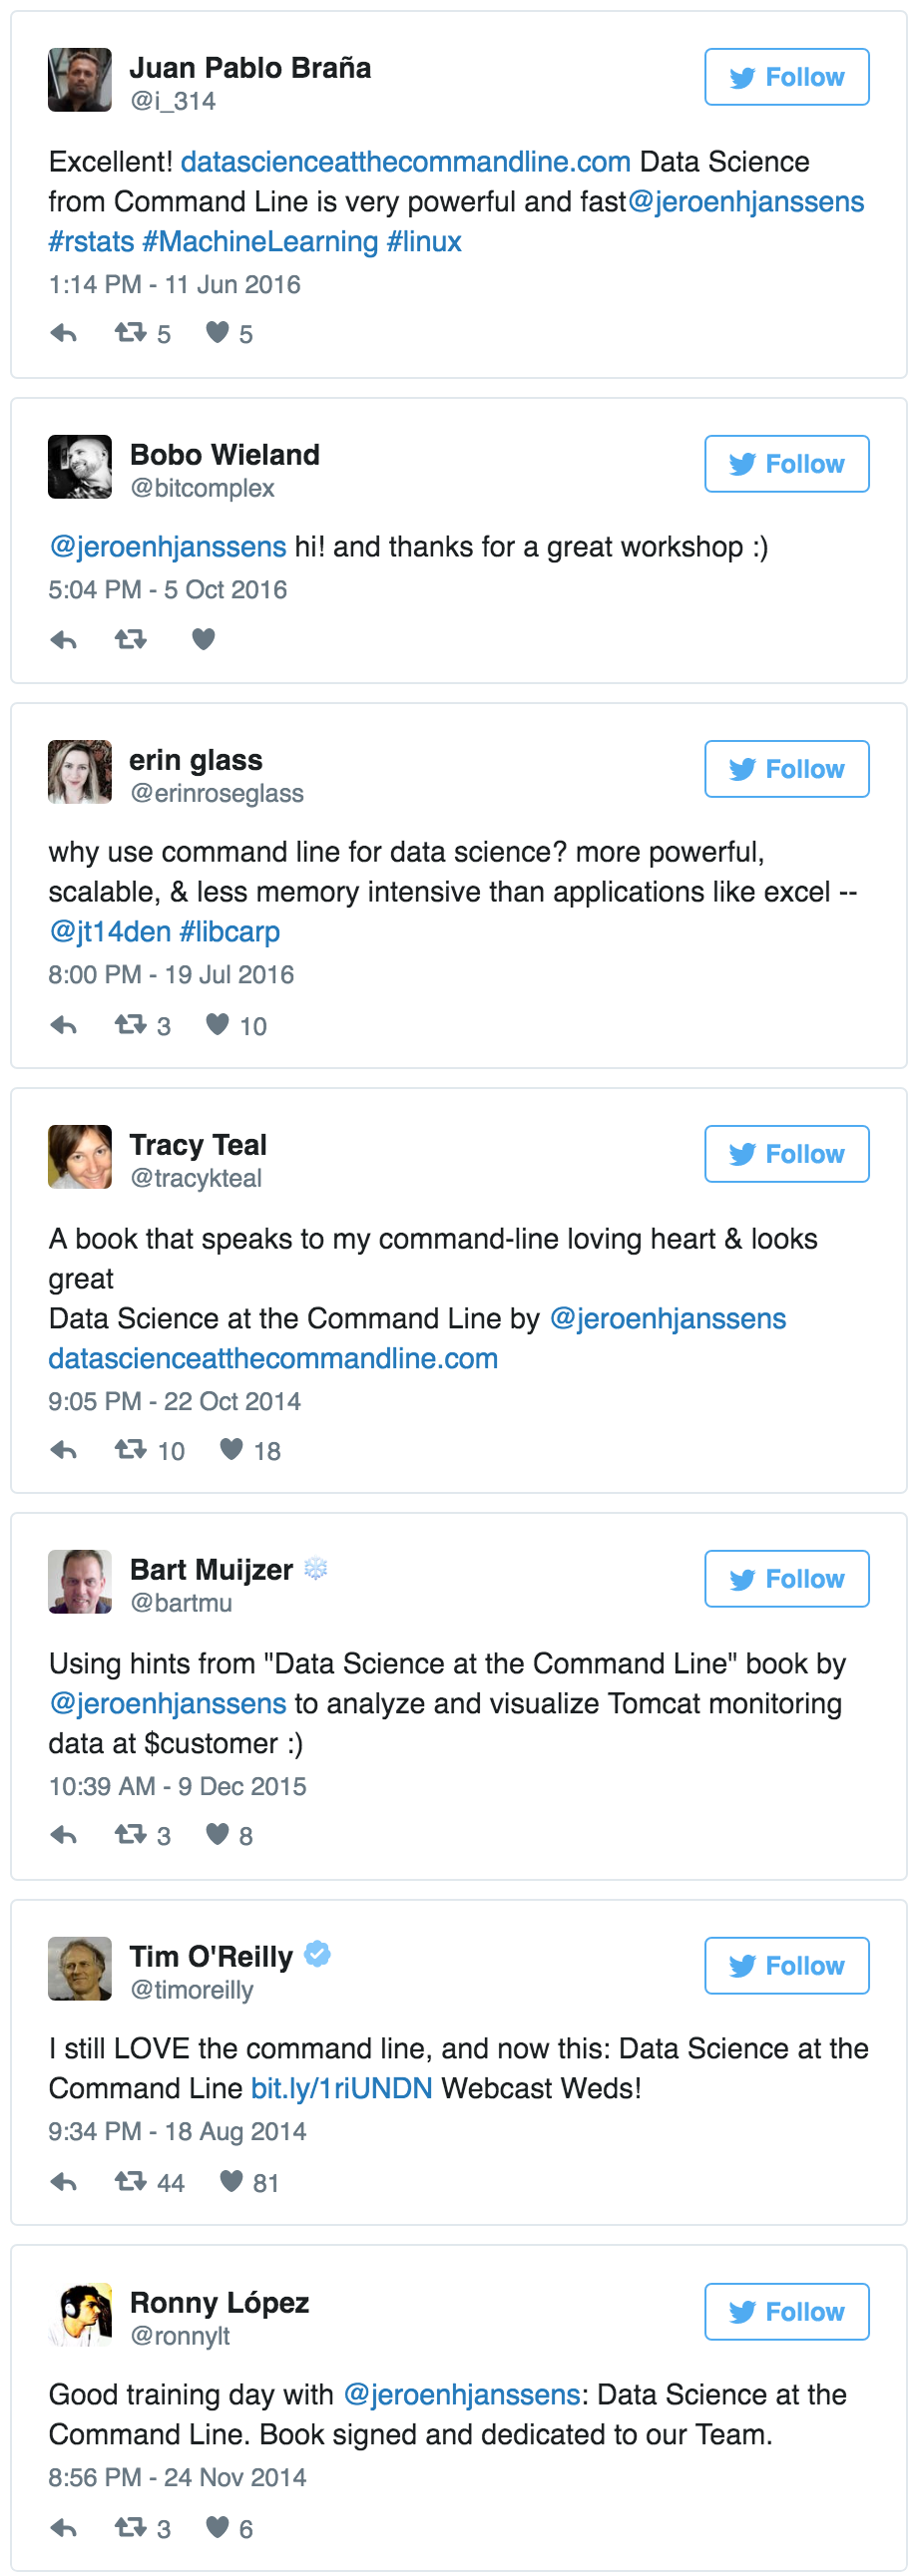 Juan Pablo Braña
@i_314
Follow
Excellent! datascienceatthecommandline.com Data Science
from Command Line is very powerful and fast@jeroenhjanssens
#rstats #MachineLearning #linux
1:14 PM - 11 Jun 2016
5 5
Bobo Wieland
@bitcomplex
Follow
@jeroenhjanssens hi! and thanks for a great workshop :)
5:04 PM - 5 Oct 2016
erin glass
@erinroseglass
Follow
why use command line for data science? more powerful,
scalable, & less memory intensive than applications like excel --
@jt14den #libcarp
8:00 PM - 19 Jul 2016
3 10
Tracy Teal
@tracykteal
Follow
A book that speaks to my command-line loving heart & looks
great
Data Science at the Command Line by @jeroenhjanssens
datascienceatthecommandline.com
9:05 PM - 22 Oct 2014
10 18
Bart Muijzer ❄️
@bartmu
Follow
Using hints from "Data Science at the Command Line" book by
@jeroenhjanssens to analyze and visualize Tomcat monitoring
data at $customer :)
10:39 AM - 9 Dec 2015
3 8
Tim O'Reilly
@timoreilly
Follow
I still LOVE the command line, and now this: Data Science at the
Command Line bit.ly/1riUNDN Webcast Weds!
9:34 PM - 18 Aug 2014
44 81
Ronny López
@ronnylt
Follow
Good training day with @jeroenhjanssens: Data Science at the
Command Line. Book signed and dedicated to our Team.
8:56 PM - 24 Nov 2014
3 6